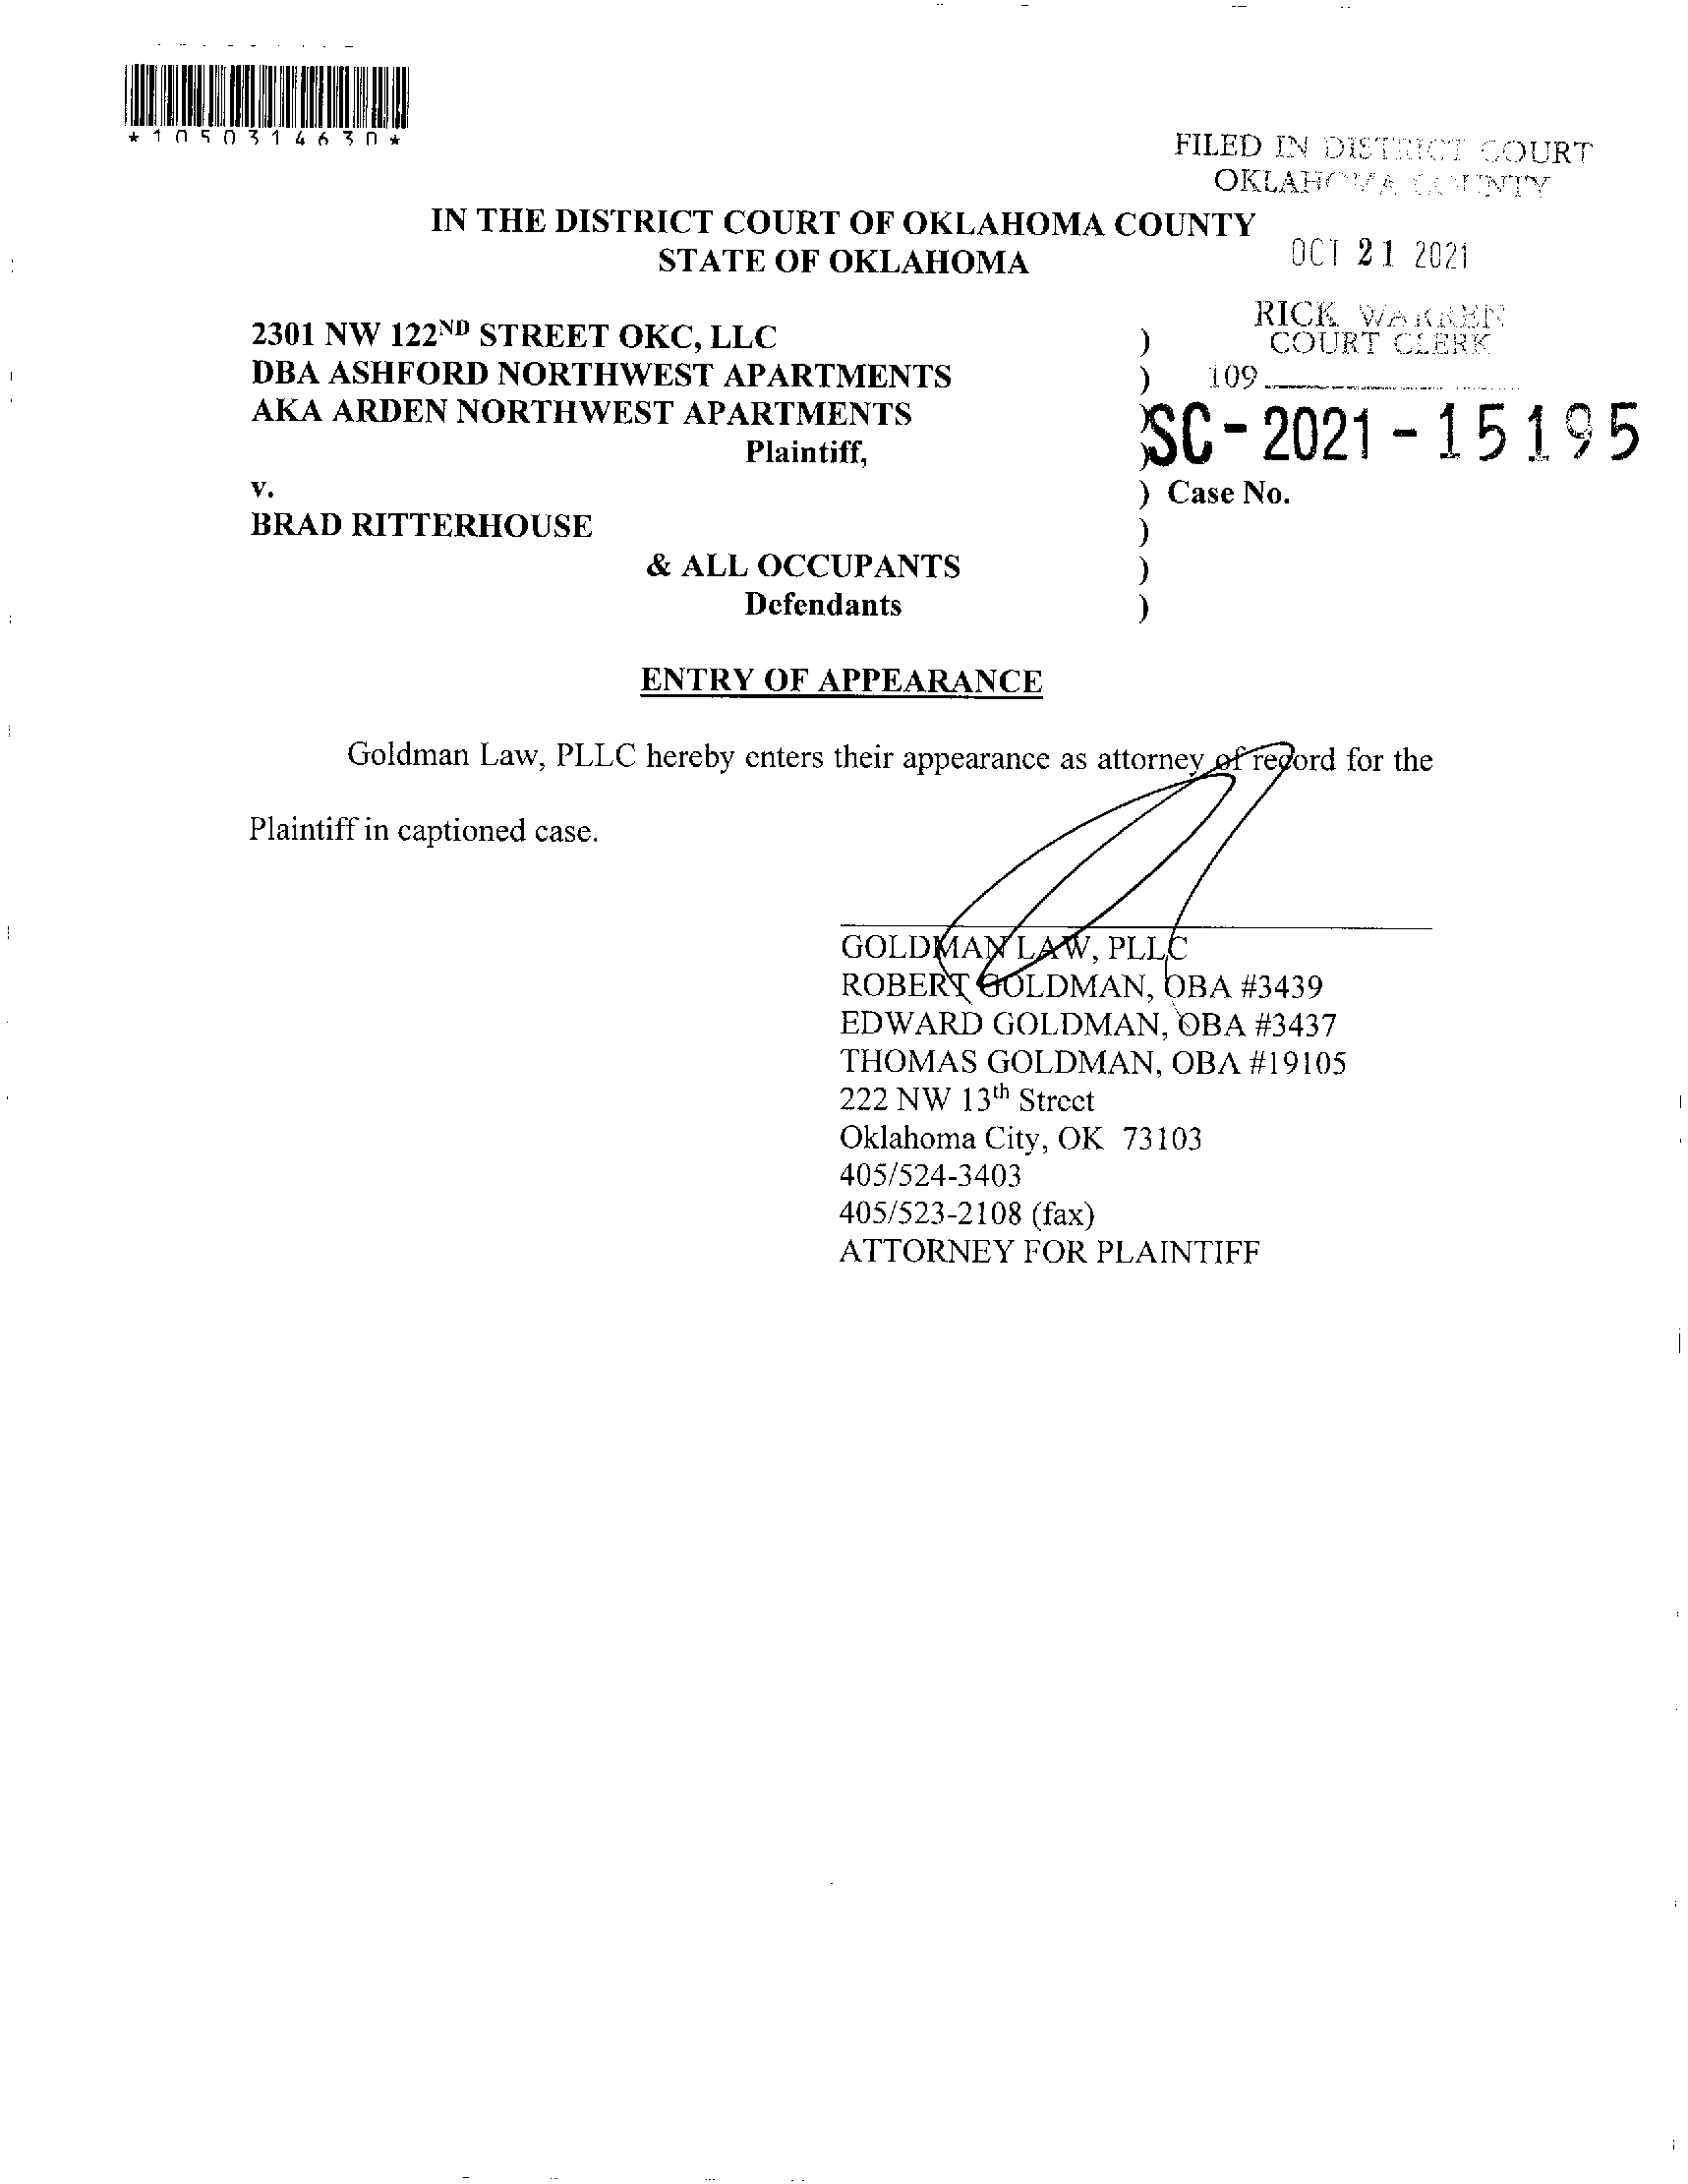 *1050314630*
FILED IN DISTRICT COURT
OKLAHOMA COUNTY
IN THE DISTRICT COURT OF OKLAHOMA COUNTY
STATE OF OKLAHOMA
OCT 21 2021
RICK WARREN
COURT CLERK
109
2301 NW 122ND STREET OKC, LLC )
DBA ASHFORD NORTHWEST APARTMENTS )
AKA ARDEN NORTHWEST APARTMENTS )
SC-2021-15195
Plaintiff, )
v. ) Case No.
BRAD RITTERHOUSE )
& ALL OCCUPANTS )
Defendants )
ENTRY OF APPEARANCE
Goldman Law, PLLC hereby enters their appearance as attorney of record for the
Plaintiff in captioned case.
GOLDMAN LAW, PLLC
ROBERT GOLDMAN, OBA #3439
EDWARD GOLDMAN, OBA #3437
THOMAS GOLDMAN, OBA #19105
222 NW 13th Street
Oklahoma City, OK 73103
405/524-3403
405/523-2108 (fax)
ATTORNEY FOR PLAINTIFF